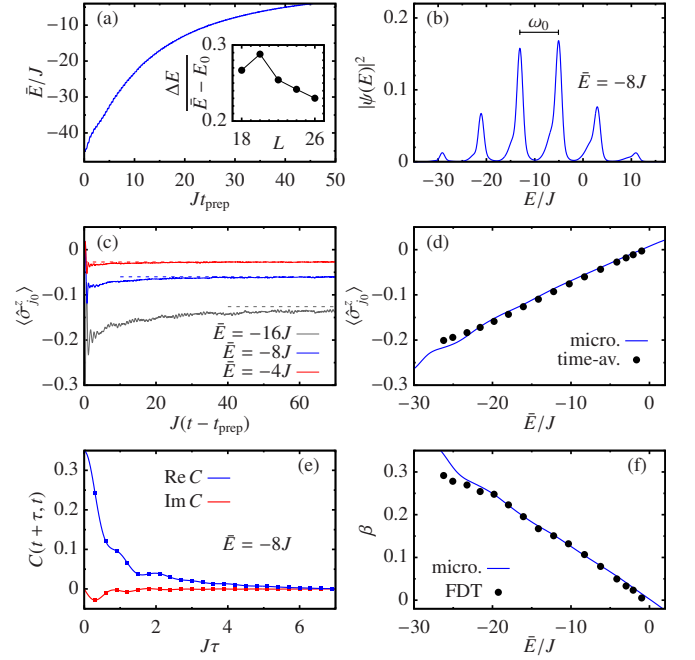 (a)
Ē/J
−10
−20
−30
−40
0 10 20 30 40 50
Jt_prep
ΔE
Ē − E₀
0.3
0.2
18 L 26
(b)
ω₀
Ē = −8J
|ψ(E)|²
0.2
0.1
0
−30 −20 −10 0 10
E/J
(c)
⟨σ̂ᶻ_j₀⟩
0
−0.1
−0.2
−0.3
Ē = −16J
Ē = −8J
Ē = −4J
0 20 40 60
J(t − t_prep)
(d)
⟨σ̂ᶻ_j₀⟩
0
−0.1
−0.2
−0.3
micro.
time-av.
−30 −20 −10 0
Ē/J
(e)
C(t + τ, t)
0.3
0.2
0.1
0
Re C
Im C
Ē = −8J
0 2 4 6
Jτ
(f)
β
0.3
0.2
0.1
0
micro.
FDT
−30 −20 −10 0
Ē/J